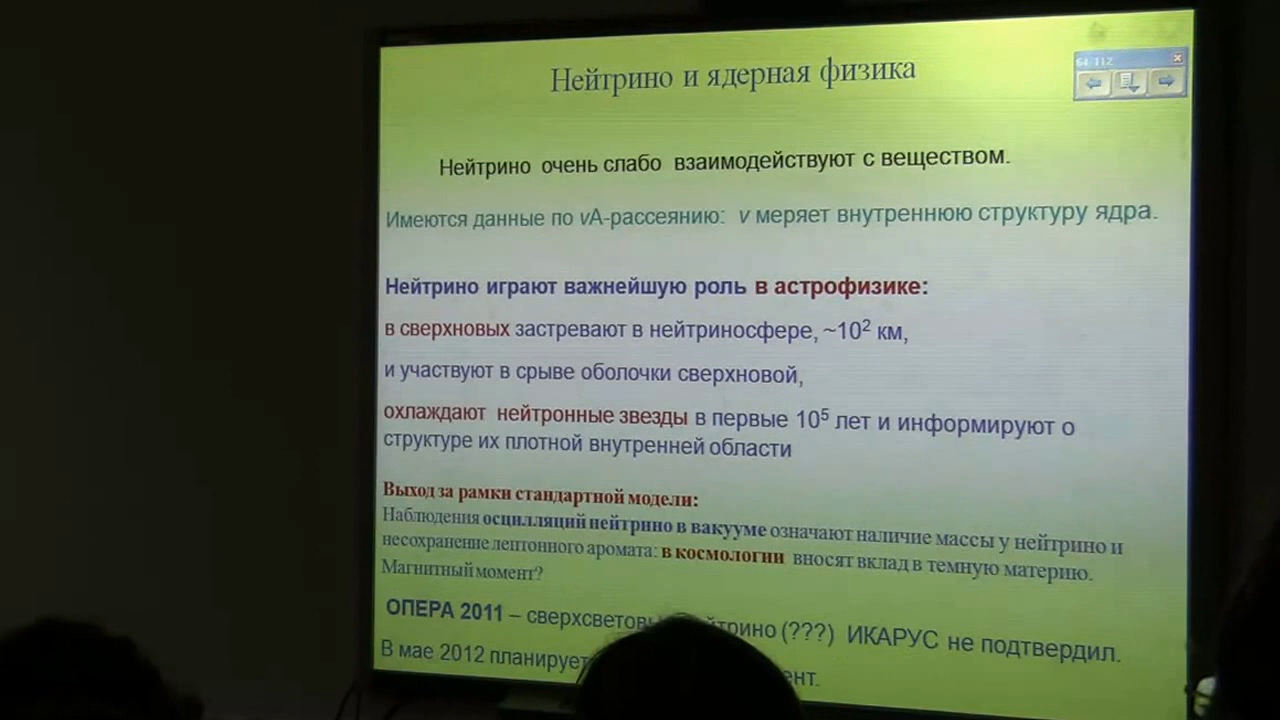 Нейтрино и ядерная физика
64 112
Нейтрино очень слабо взаимодействуют с веществом.
Имеются данные по νA-рассеянию: ν меряет внутреннюю структуру ядра.
Нейтрино играют важнейшую роль в астрофизике:
в сверхновых застревают в нейтриносфере, ~10² км,
и участвуют в срыве оболочки сверхновой,
охлаждают нейтронные звезды в первые 10⁵ лет и информируют о
структуре их плотной внутренней области
Выход за рамки стандартной модели:
Наблюдения осцилляций нейтрино в вакууме означают наличие массы у нейтрино и
несохранение лептонного аромата: в космологии вносят вклад в темную материю.
Магнитный момент?
ОПЕРА 2011 – (???) ИКАРУС не подтвердил.
В мае 2012